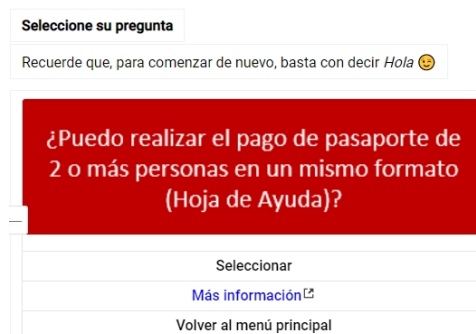 Seleccione su pregunta
Recuerde que, para comenzar de nuevo, basta con decir Hola 😉
¿Puedo realizar el pago de pasaporte de
2 o más personas en un mismo formato
(Hoja de Ayuda)?
Seleccionar
Más información
Volver al menú principal